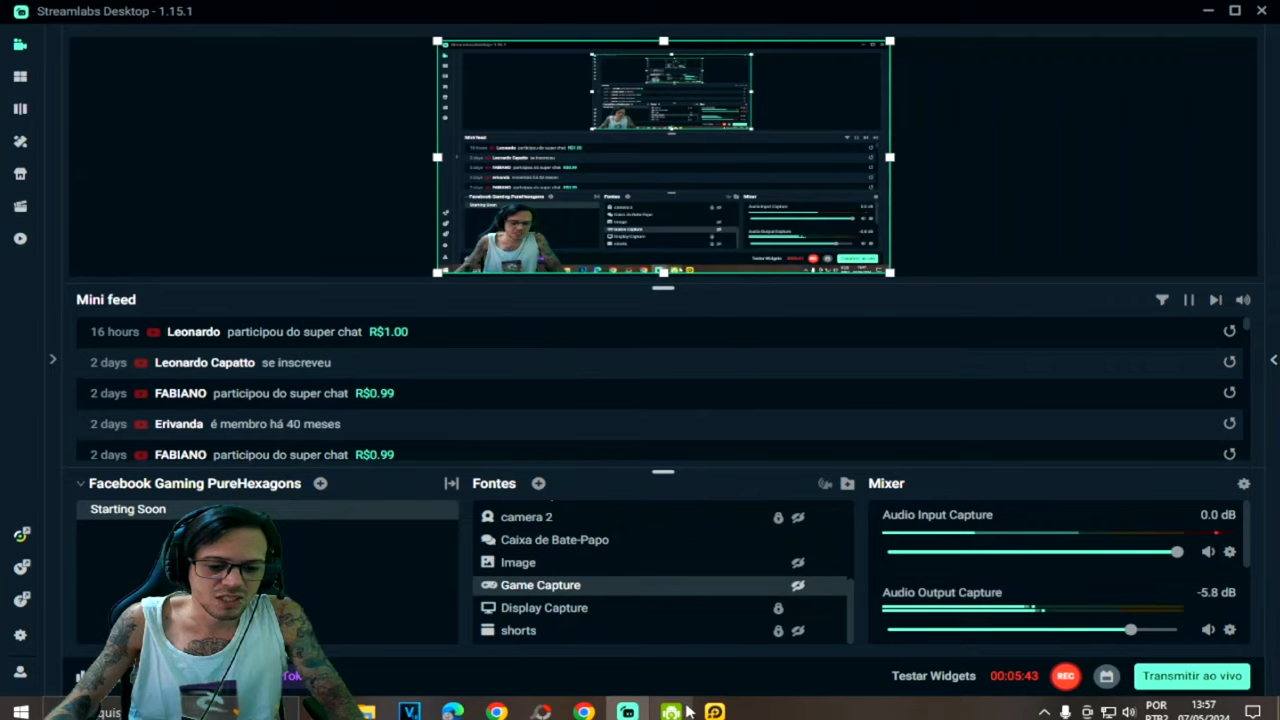 Streamlabs Desktop - 1.15.1
Mini feed
16 hours Leonardo participou do super chat R$1.00
2 days Leonardo Capatto se inscreveu
2 days FABIANO participou do super chat R$0.99
2 days Erivanda é membro há 40 meses
2 days FABIANO participou do super chat R$0.99
Facebook Gaming PureHexagons
Starting Soon
Fontes
camera 2
Caixa de Bate-Papo
Image
Game Capture
Display Capture
shorts
Mixer
Audio Input Capture 0.0 dB
Audio Output Capture -5.8 dB
Testar Widgets 00:05:43 REC Transmitir ao vivo
POR 13:57
PTB2 07/05/2024